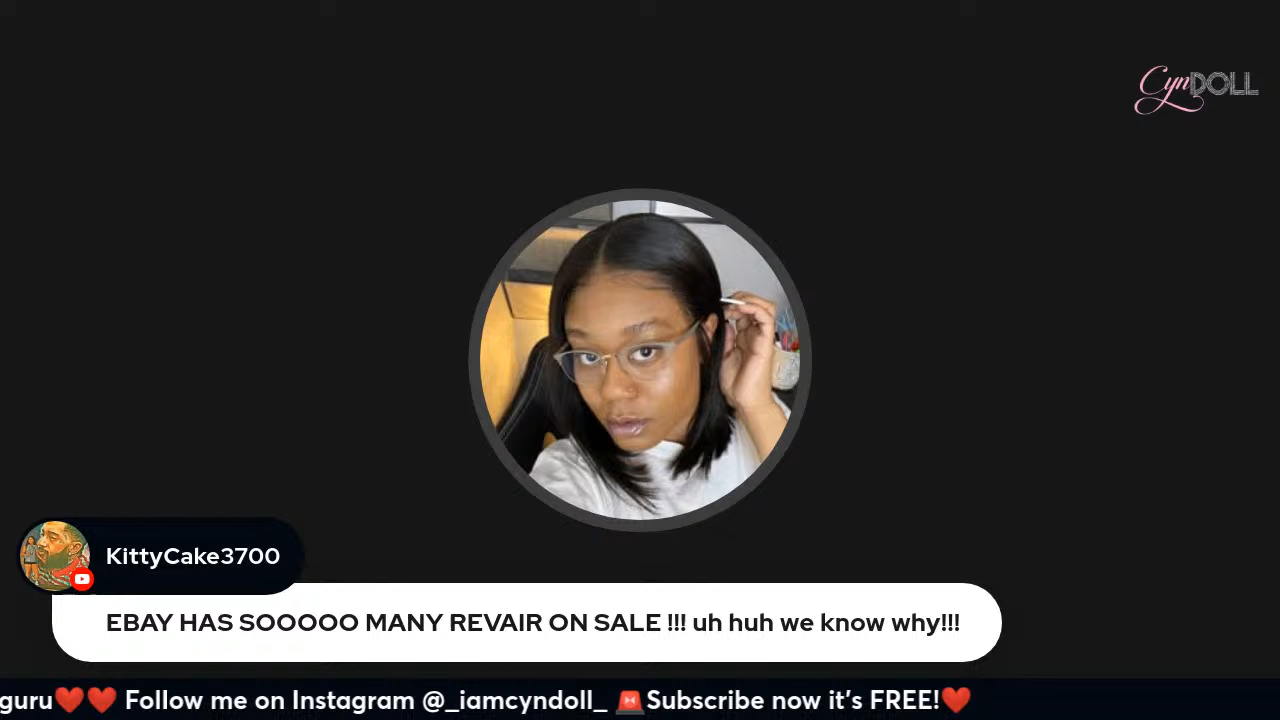 CynDOLL
KittyCake3700
EBAY HAS SOOOOO MANY REVAIR ON SALE !!! uh huh we know why!!!
guru❤️❤️ Follow me on Instagram @_iamcyndoll_ 🚨Subscribe now it's FREE!❤️